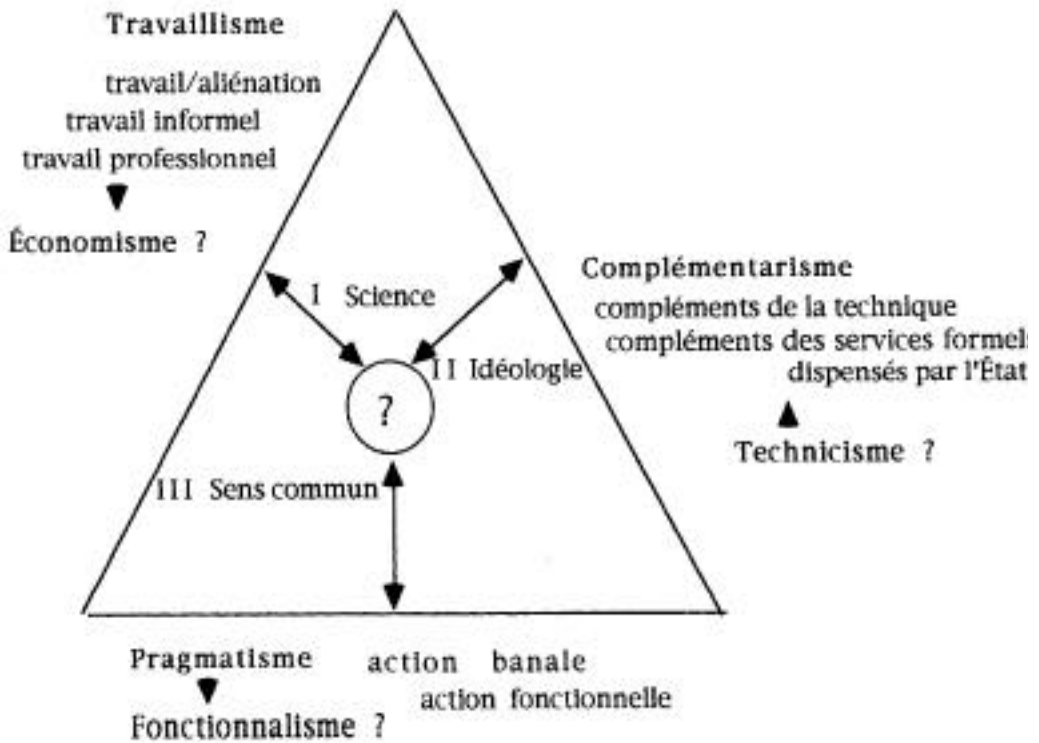 Travaillisme
travail/aliénation
travail informel
travail professionnel
Économisme ?
I Science
II Idéologie
?
III Sens commun
Complémentarisme
compléments de la technique
compléments des services formels
dispensés par l'État
Technicisme ?
Pragmatisme action banale
action fonctionnelle
Fonctionnalisme ?